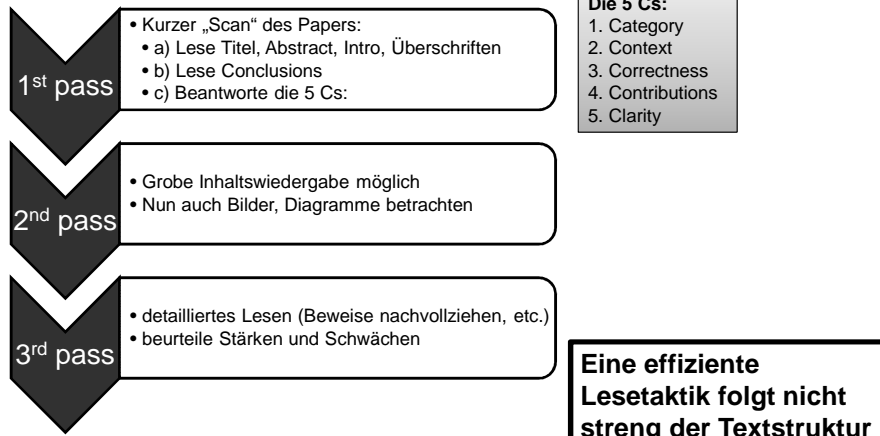 1st pass
• Kurzer „Scan“ des Papers:
• a) Lese Titel, Abstract, Intro, Überschriften
• b) Lese Conclusions
• c) Beantworte die 5 Cs:
Die 5 Cs:
1. Category
2. Context
3. Correctness
4. Contributions
5. Clarity
2nd pass
• Grobe Inhaltswiedergabe möglich
• Nun auch Bilder, Diagramme betrachten
3rd pass
• detailliertes Lesen (Beweise nachvollziehen, etc.)
• beurteile Stärken und Schwächen
Eine effiziente
Lesetaktik folgt nicht
streng der Textstruktur